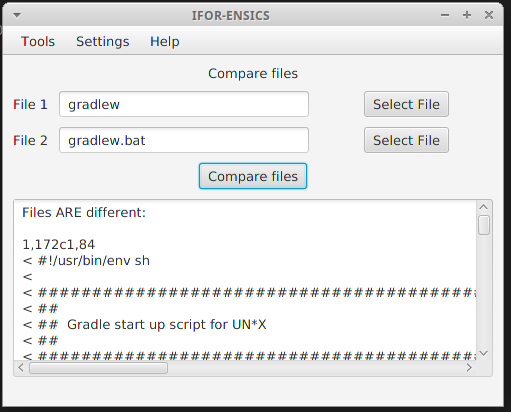 IFOR-ENSICS
Tools Settings Help
Compare files
File 1 gradlew Select File
File 2 gradlew.bat Select File
Compare files
Files ARE different:
1,172c1,84
< #!/usr/bin/env sh
<
< ##########################################
< ##
< ##  Gradle start up script for UN*X
< ##
< ##########################################